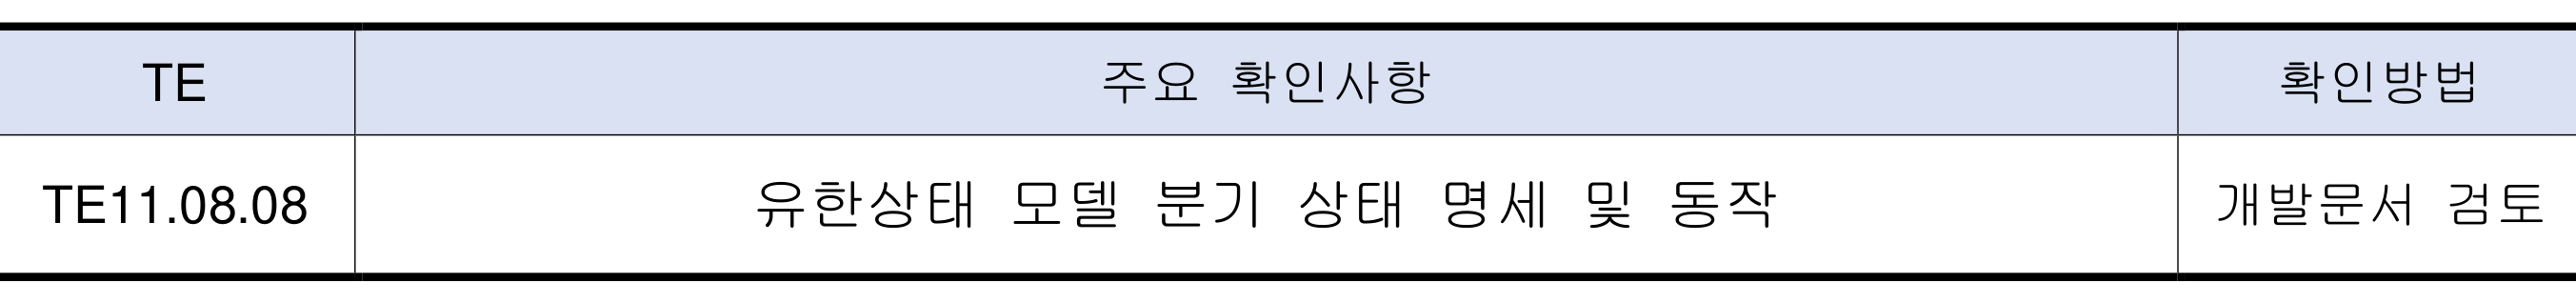 TE 주요 확인사항 확인방법
TE11.08.08 유한상태 모델 분기 상태 명세 및 동작 개발문서 검토